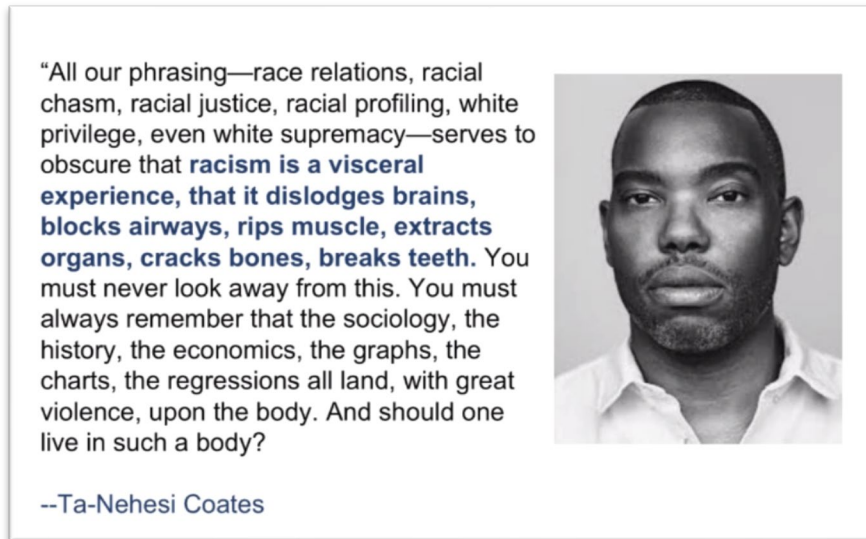 “All our phrasing—race relations, racial
chasm, racial justice, racial profiling, white
privilege, even white supremacy—serves to
obscure that racism is a visceral
experience, that it dislodges brains,
blocks airways, rips muscle, extracts
organs, cracks bones, breaks teeth. You
must never look away from this. You must
always remember that the sociology, the
history, the economics, the graphs, the
charts, the regressions all land, with great
violence, upon the body. And should one
live in such a body?
--Ta-Nehesi Coates